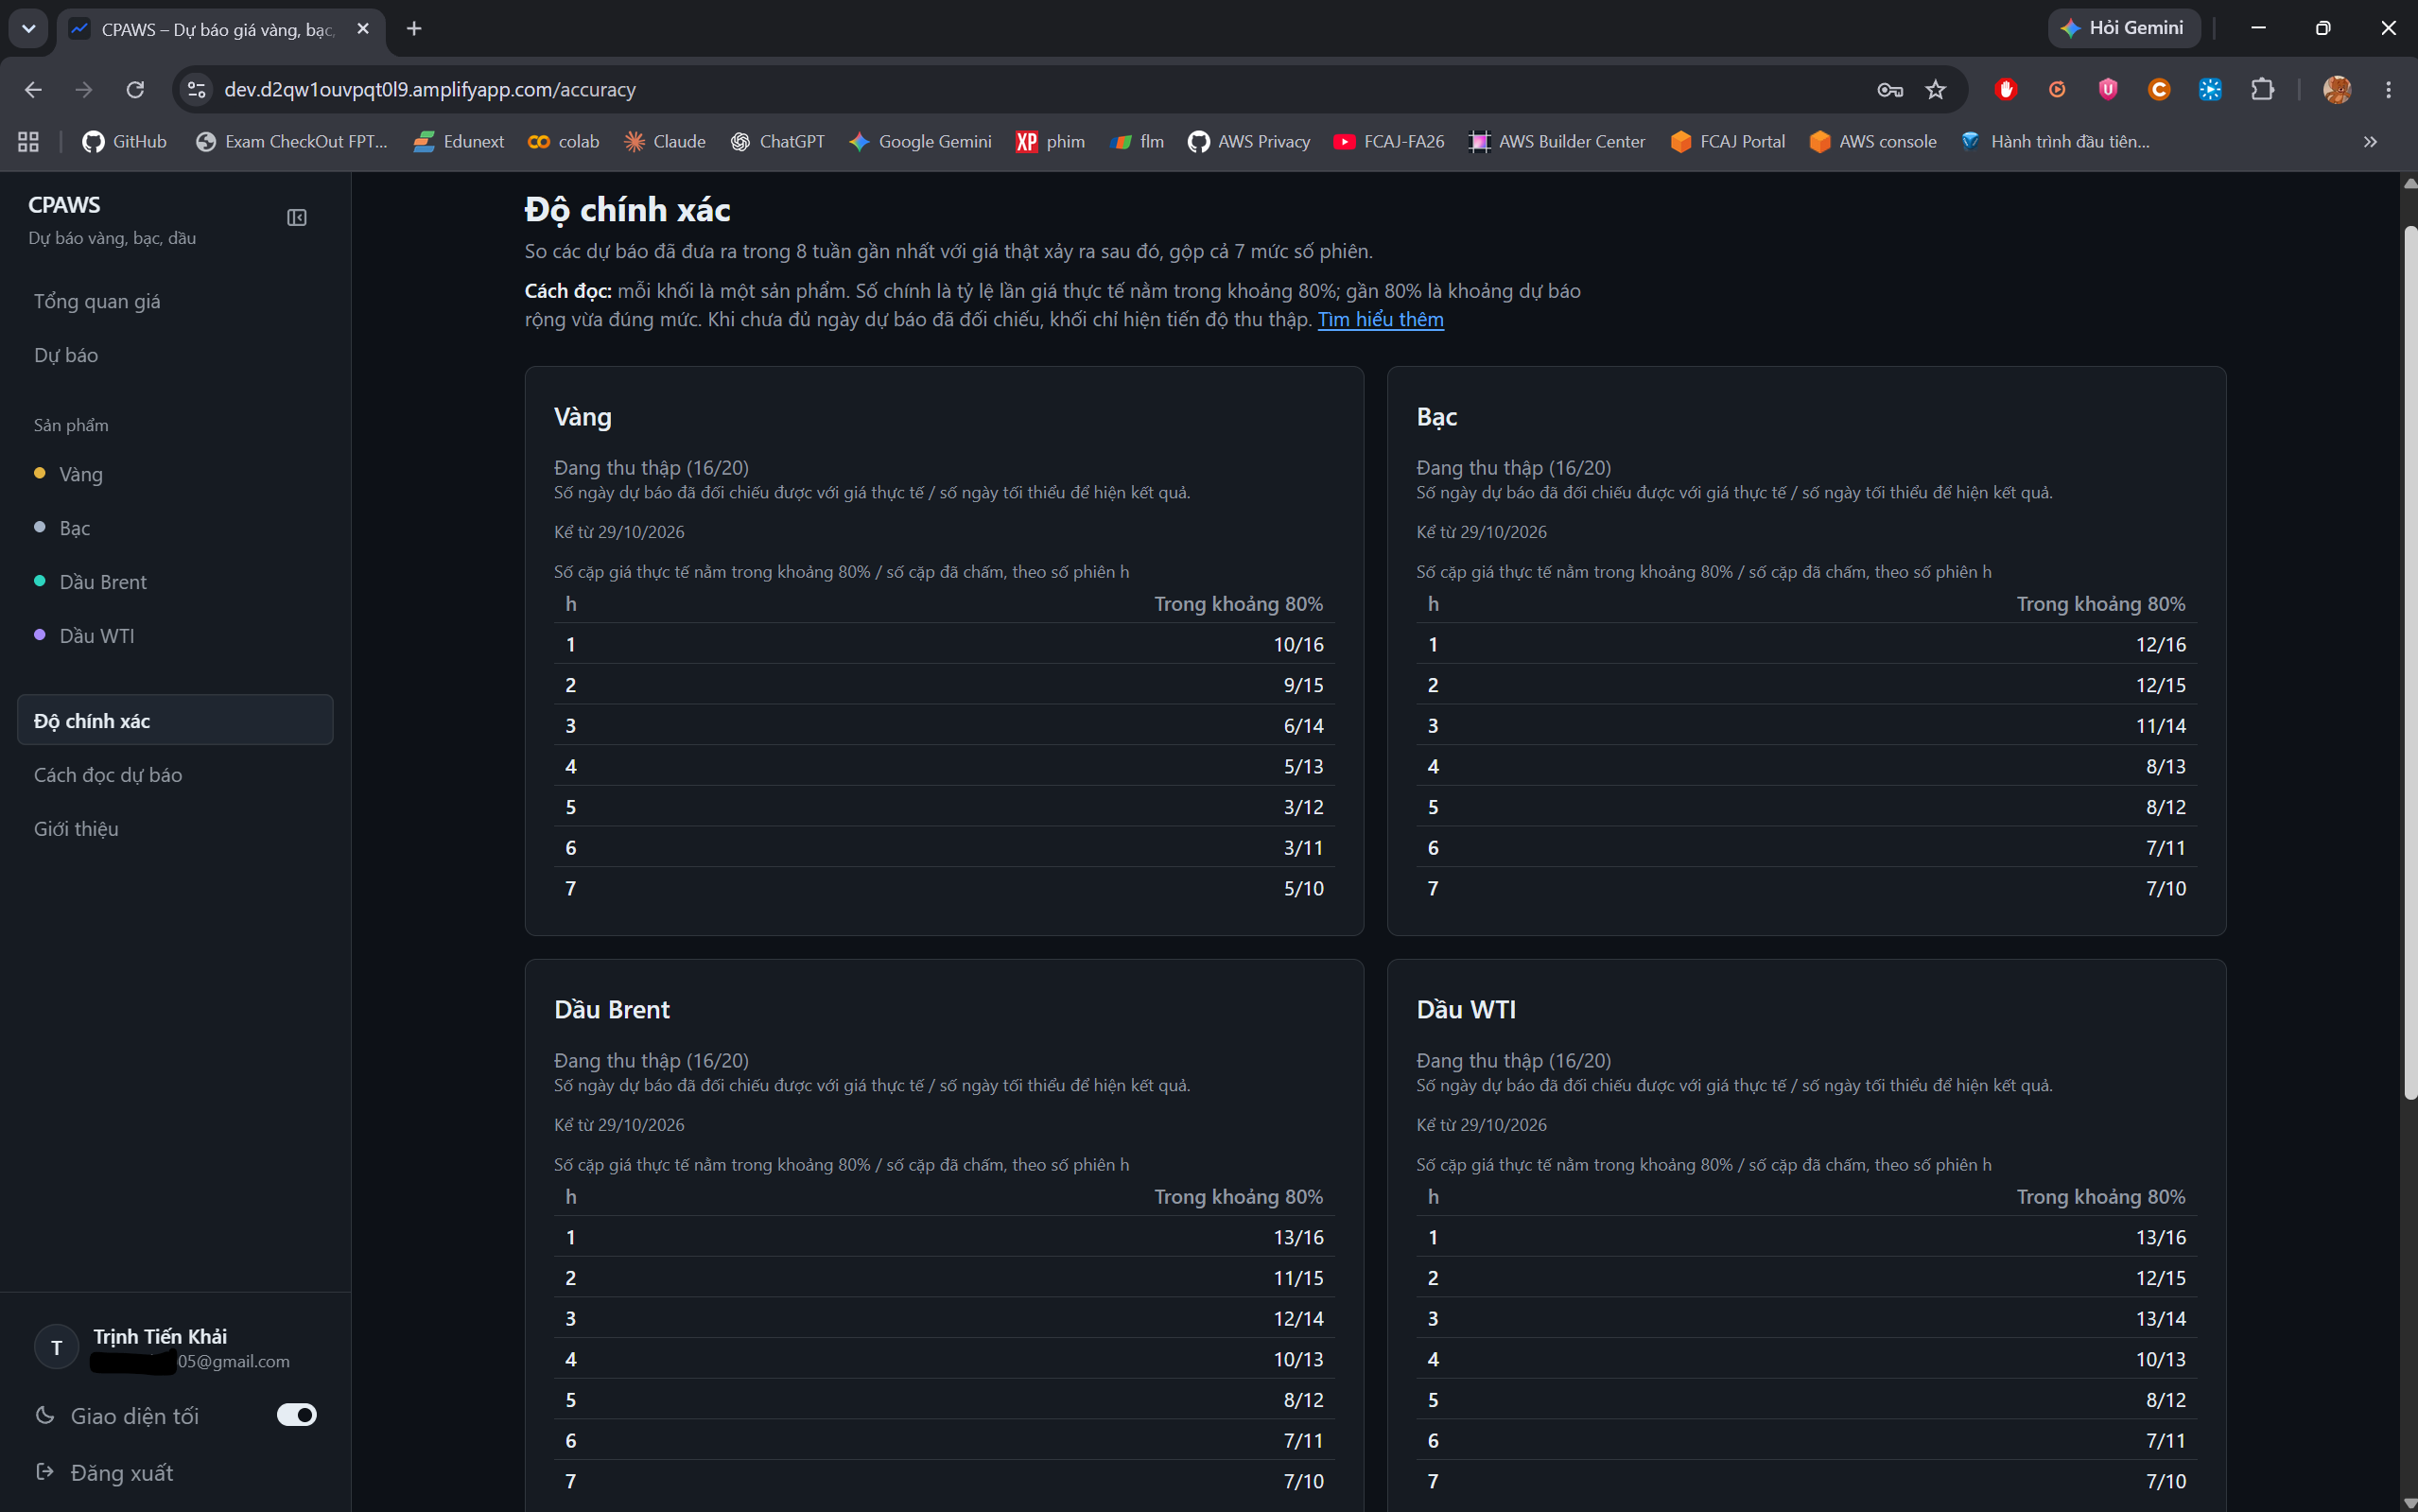 CPAWS – Dự báo giá vàng, bạc,
Hỏi Gemini
dev.d2qw1ouvpqt0l9.amplifyapp.com/accuracy
GitHub
Exam CheckOut FPT...
Edunext
colab
Claude
ChatGPT
Google Gemini
XP phim
flm
AWS Privacy
FCAJ-FA26
AWS Builder Center
FCAJ Portal
AWS console
Hành trình đầu tiên...
CPAWS
Dự báo vàng, bạc, dầu
Tổng quan giá
Dự báo
Sản phẩm
Vàng
Bạc
Dầu Brent
Dầu WTI
Độ chính xác
Cách đọc dự báo
Giới thiệu
T
Trịnh Tiến Khải
05@gmail.com
Giao diện tối
Đăng xuất
Độ chính xác
So các dự báo đã đưa ra trong 8 tuần gần nhất với giá thật xảy ra sau đó, gộp cả 7 mức số phiên.
Cách đọc: mỗi khối là một sản phẩm. Số chính là tỷ lệ lần giá thực tế nằm trong khoảng 80%; gần 80% là khoảng dự báo
rộng vừa đúng mức. Khi chưa đủ ngày dự báo đã đối chiếu, khối chỉ hiện tiến độ thu thập. Tìm hiểu thêm
Vàng
Đang thu thập (16/20)
Số ngày dự báo đã đối chiếu được với giá thực tế / số ngày tối thiểu để hiện kết quả.
Kể từ 29/10/2026
Số cặp giá thực tế nằm trong khoảng 80% / số cặp đã chấm, theo số phiên h
h Trong khoảng 80%
1 10/16
2 9/15
3 6/14
4 5/13
5 3/12
6 3/11
7 5/10
Bạc
Đang thu thập (16/20)
Số ngày dự báo đã đối chiếu được với giá thực tế / số ngày tối thiểu để hiện kết quả.
Kể từ 29/10/2026
Số cặp giá thực tế nằm trong khoảng 80% / số cặp đã chấm, theo số phiên h
h Trong khoảng 80%
1 12/16
2 12/15
3 11/14
4 8/13
5 8/12
6 7/11
7 7/10
Dầu Brent
Đang thu thập (16/20)
Số ngày dự báo đã đối chiếu được với giá thực tế / số ngày tối thiểu để hiện kết quả.
Kể từ 29/10/2026
Số cặp giá thực tế nằm trong khoảng 80% / số cặp đã chấm, theo số phiên h
h Trong khoảng 80%
1 13/16
2 11/15
3 12/14
4 10/13
5 8/12
6 7/11
7 7/10
Dầu WTI
Đang thu thập (16/20)
Số ngày dự báo đã đối chiếu được với giá thực tế / số ngày tối thiểu để hiện kết quả.
Kể từ 29/10/2026
Số cặp giá thực tế nằm trong khoảng 80% / số cặp đã chấm, theo số phiên h
h Trong khoảng 80%
1 13/16
2 12/15
3 13/14
4 10/13
5 8/12
6 7/11
7 7/10